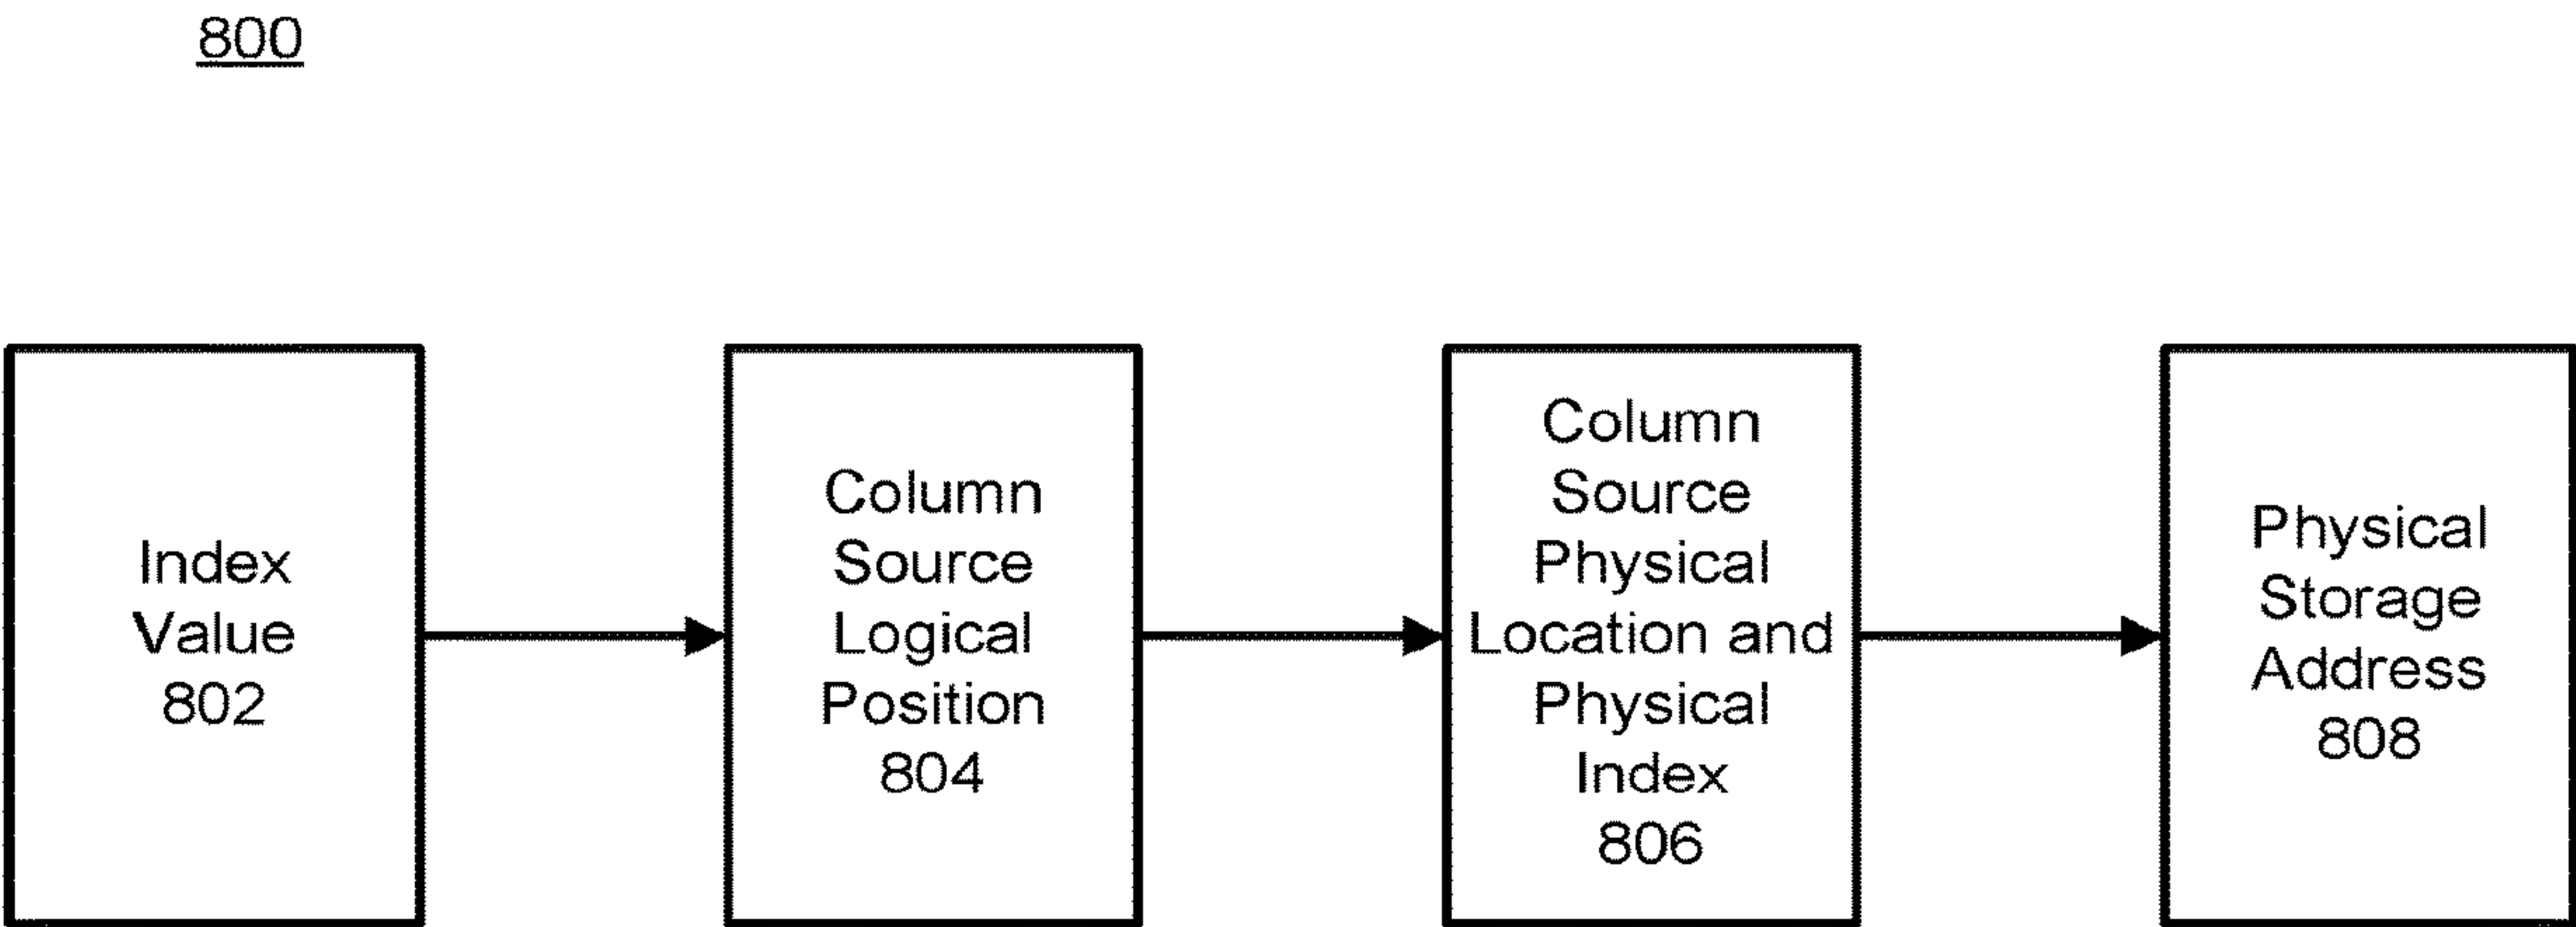 800
Index
Value
802
Column
Source
Logical
Position
804
Column
Source
Physical
Location and
Physical
Index
806
Physical
Storage
Address
808